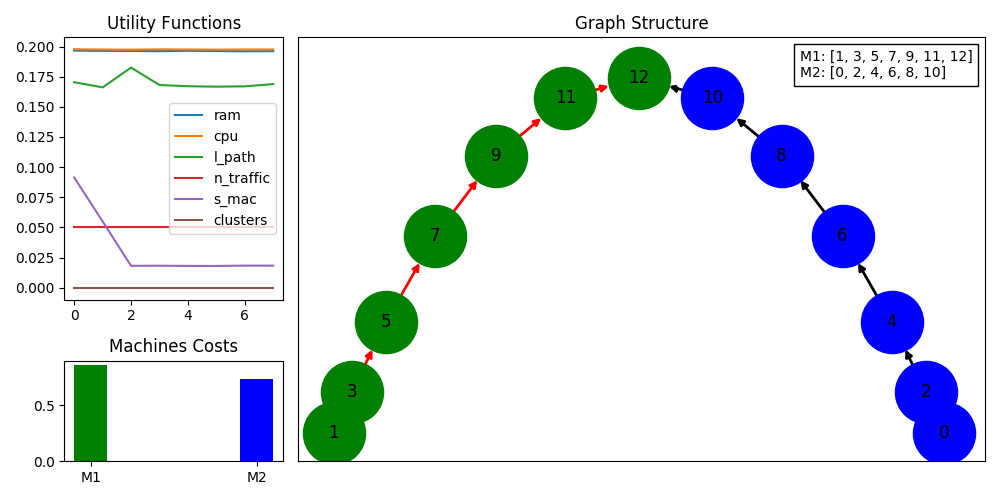 Utility Functions
0.200
0.175
0.150
0.125
0.100
0.075
0.050
0.025
0.000
ram
cpu
l_path
n_traffic
s_mac
clusters
0 2 4 6
Machines Costs
0.5
0.0
M1 M2
Graph Structure
M1: [1, 3, 5, 7, 9, 11, 12]
M2: [0, 2, 4, 6, 8, 10]
12
11 10
9 8
7 6
5 4
3 2
1 0